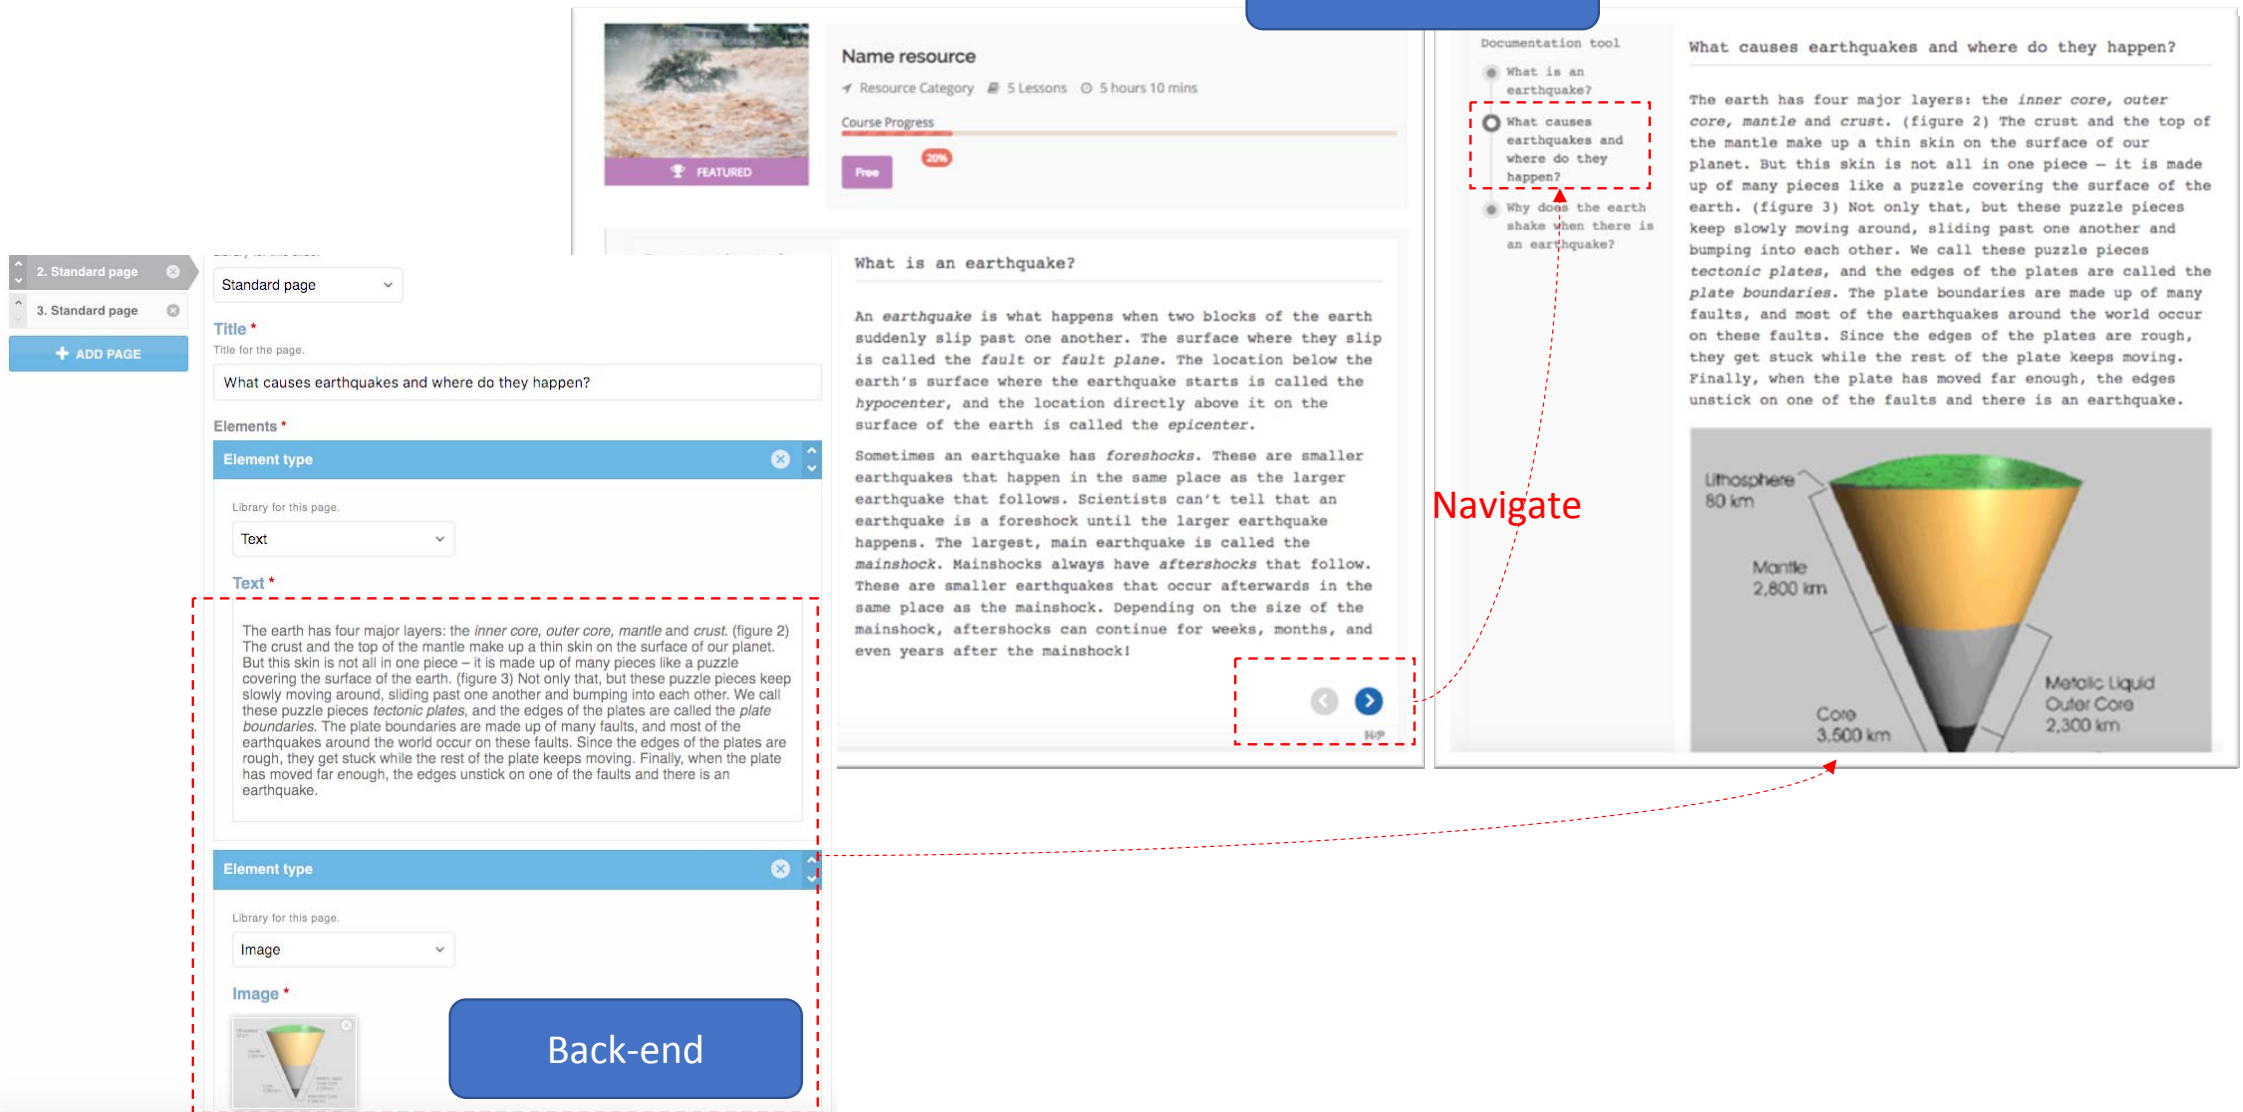 Name resource
Resource Category 5 Lessons 5 hours 10 mins
Course Progress
20%
Free
FEATURED
What is an earthquake?
An earthquake is what happens when two blocks of the earth
suddenly slip past one another. The surface where they slip
is called the fault or fault plane. The location below the
earth's surface where the earthquake starts is called the
hypocenter, and the location directly above it on the
surface of the earth is called the epicenter.
Sometimes an earthquake has foreshocks. These are smaller
earthquakes that happen in the same place as the larger
earthquake that follows. Scientists can't tell that an
earthquake is a foreshock until the larger earthquake
happens. The largest, main earthquake is called the
mainshock. Mainshocks always have aftershocks that follow.
These are smaller earthquakes that occur afterwards in the
same place as the mainshock. Depending on the size of the
mainshock, aftershocks can continue for weeks, months, and
even years after the mainshock!
H5P
Documentation tool
What is an
earthquake?
What causes
earthquakes and
where do they
happen?
Why does the earth
shake when there is
an earthquake?
What causes earthquakes and where do they happen?
The earth has four major layers: the inner core, outer
core, mantle and crust. (figure 2) The crust and the top of
the mantle make up a thin skin on the surface of our
planet. But this skin is not all in one piece – it is made
up of many pieces like a puzzle covering the surface of the
earth. (figure 3) Not only that, but these puzzle pieces
keep slowly moving around, sliding past one another and
bumping into each other. We call these puzzle pieces
tectonic plates, and the edges of the plates are called the
plate boundaries. The plate boundaries are made up of many
faults, and most of the earthquakes around the world occur
on these faults. Since the edges of the plates are rough,
they get stuck while the rest of the plate keeps moving.
Finally, when the plate has moved far enough, the edges
unstick on one of the faults and there is an earthquake.
Lithosphere
80 km
Mantle
2,800 km
Metalic Liquid
Outer Core
2,300 km
Core
3,500 km
Navigate
2. Standard page
3. Standard page
+ ADD PAGE
Standard page
Title *
Title for the page.
What causes earthquakes and where do they happen?
Elements *
Element type
Library for this page.
Text
Text *
The earth has four major layers: the inner core, outer core, mantle and crust. (figure 2)
The crust and the top of the mantle make up a thin skin on the surface of our planet.
But this skin is not all in one piece – it is made up of many pieces like a puzzle
covering the surface of the earth. (figure 3) Not only that, but these puzzle pieces keep
slowly moving around, sliding past one another and bumping into each other. We call
these puzzle pieces tectonic plates, and the edges of the plates are called the plate
boundaries. The plate boundaries are made up of many faults, and most of the
earthquakes around the world occur on these faults. Since the edges of the plates are
rough, they get stuck while the rest of the plate keeps moving. Finally, when the plate
has moved far enough, the edges unstick on one of the faults and there is an
earthquake.
Element type
Library for this page.
Image
Image *
Back-end